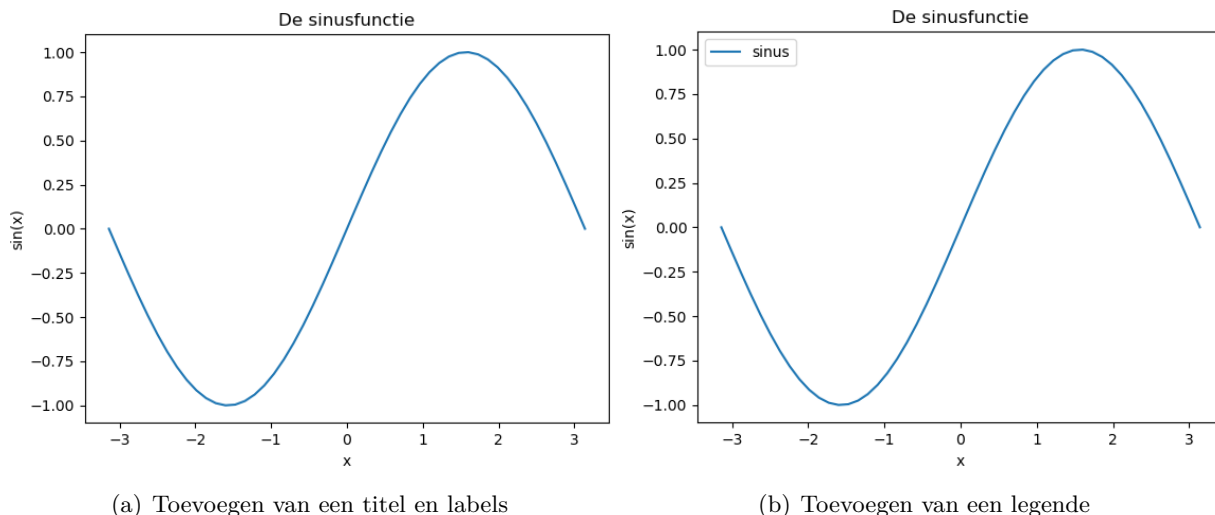 De sinusfunctie
1.00
0.75
0.50
0.25
0.00
−0.25
−0.50
−0.75
−1.00
sin(x)
−3 −2 −1 0 1 2 3
x
(a) Toevoegen van een titel en labels
De sinusfunctie
sinus
1.00
0.75
0.50
0.25
0.00
−0.25
−0.50
−0.75
−1.00
sin(x)
−3 −2 −1 0 1 2 3
x
(b) Toevoegen van een legende